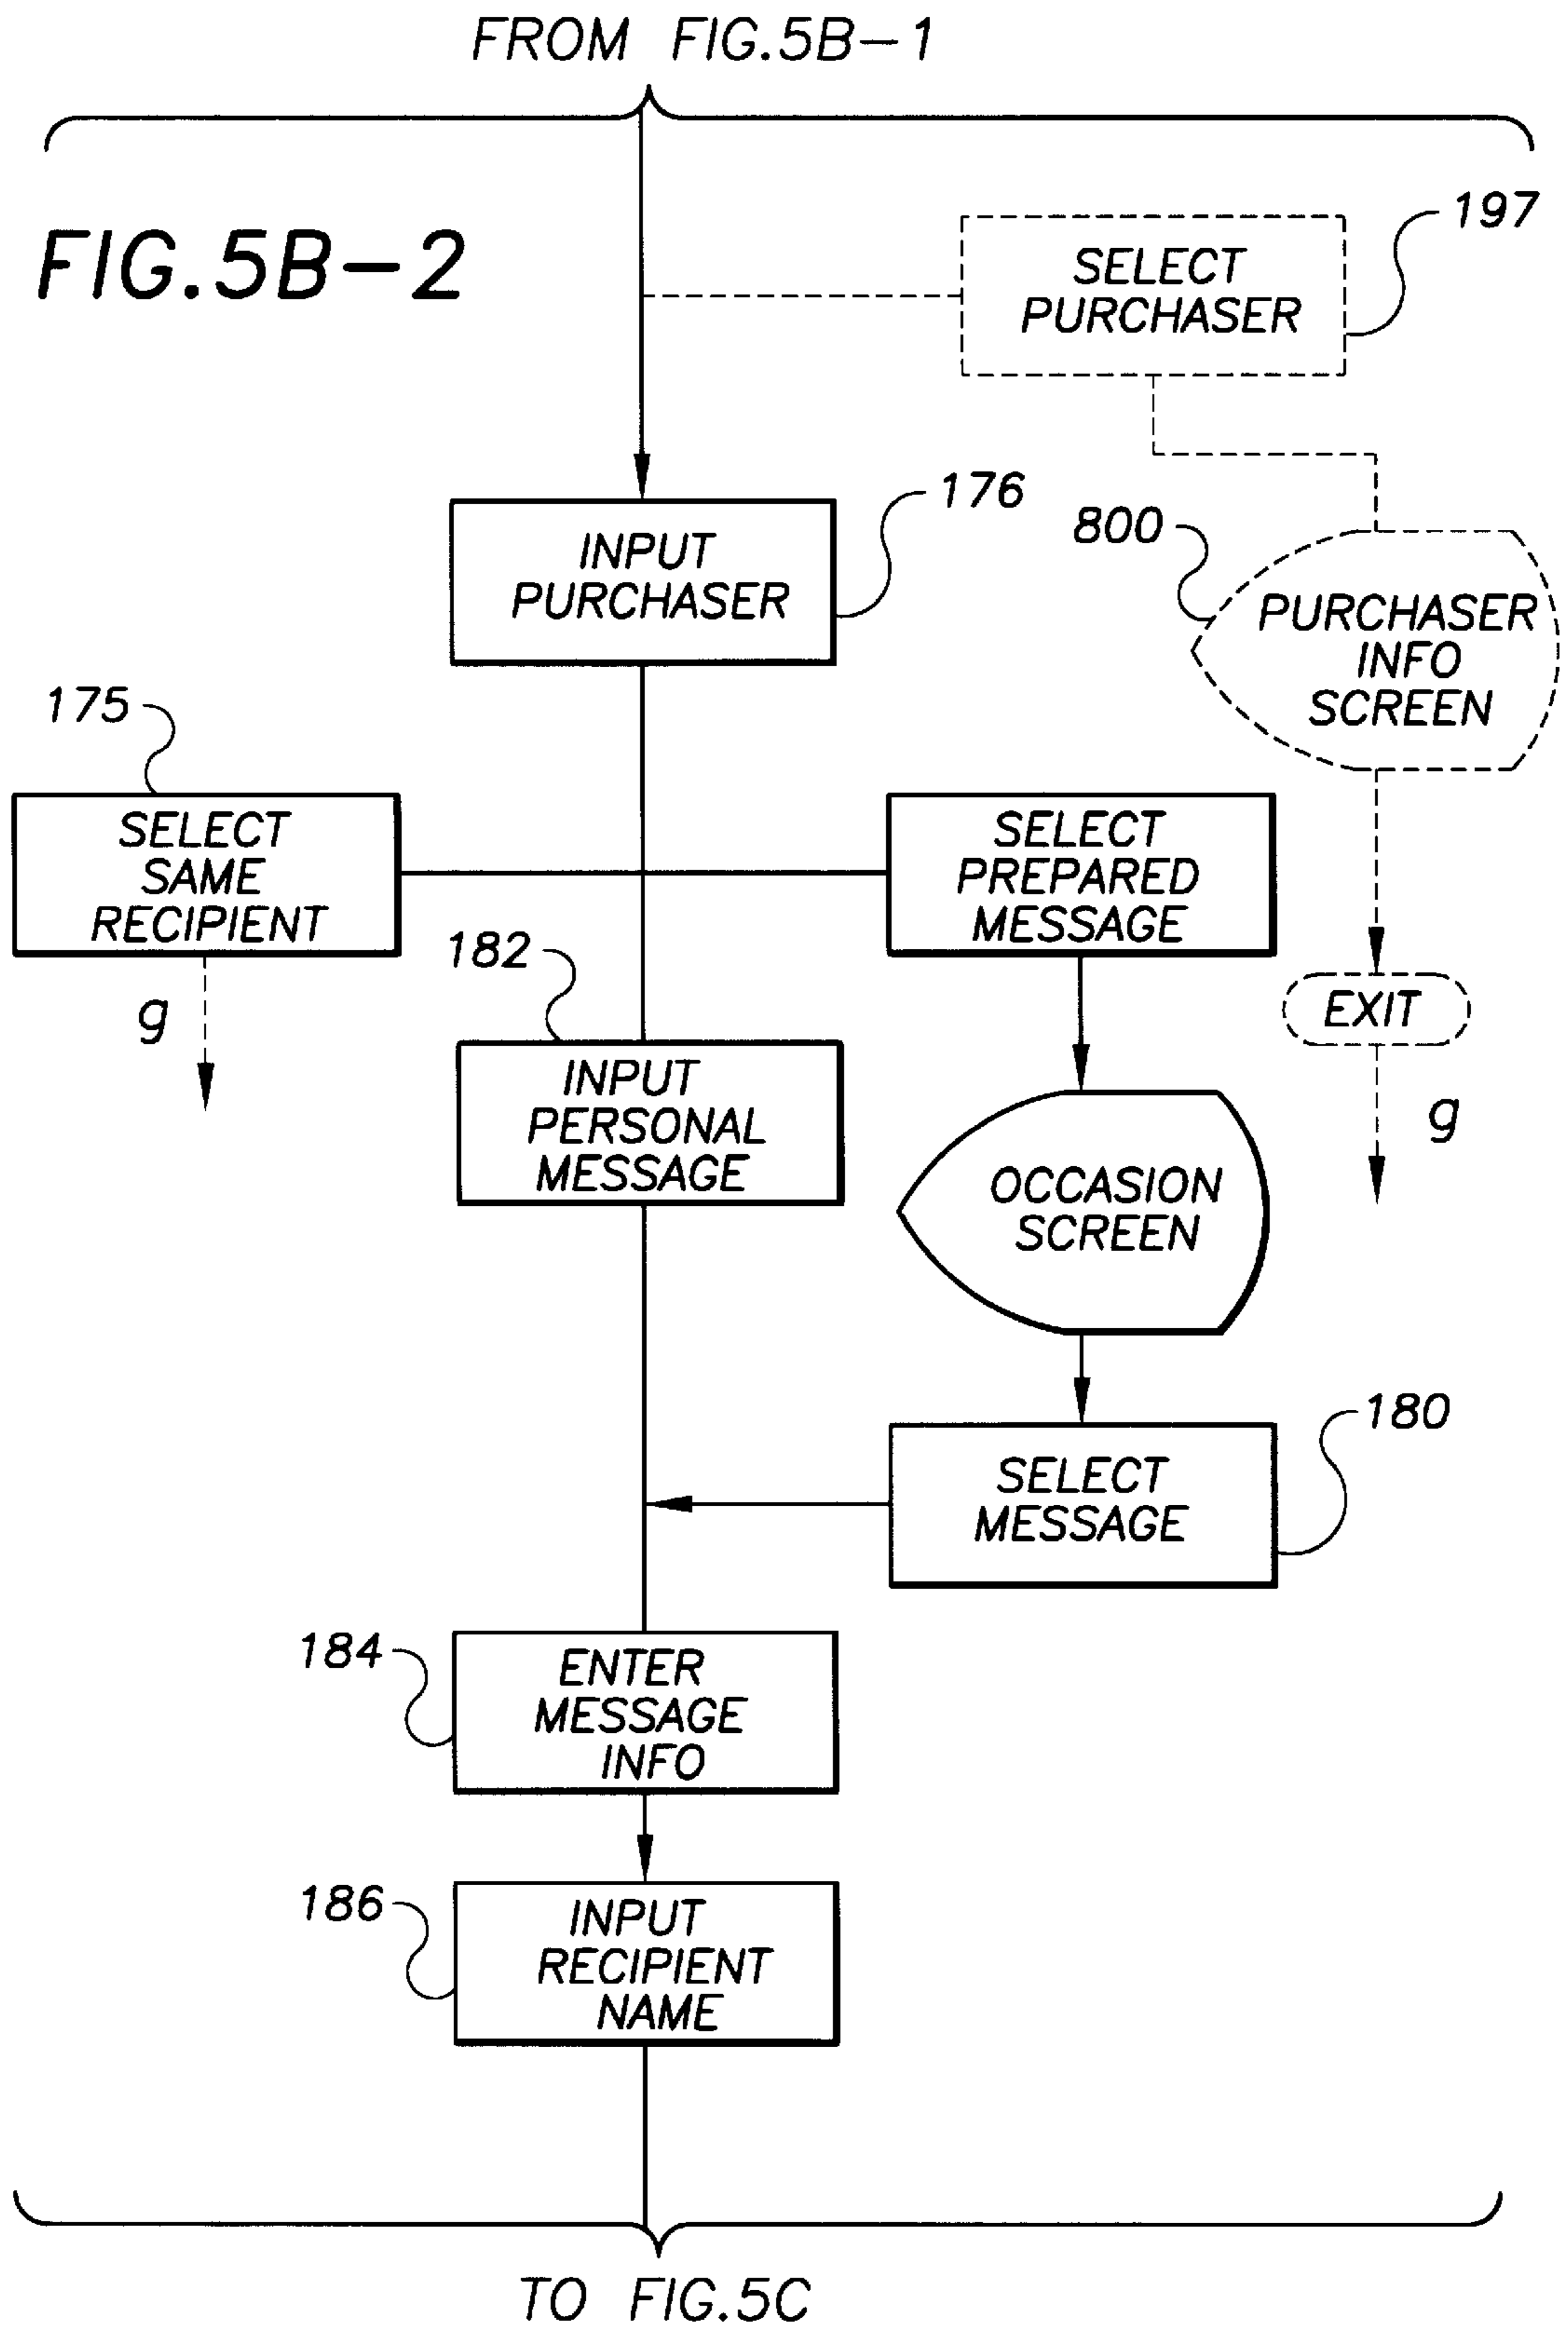 FROM FIG.5B-1
FIG.5B-2
197
SELECT
PURCHASER
176
INPUT
PURCHASER
800
PURCHASER
INFO
SCREEN
175
SELECT
SAME
RECIPIENT
g
SELECT
PREPARED
MESSAGE
182
INPUT
PERSONAL
MESSAGE
EXIT
g
OCCASION
SCREEN
180
SELECT
MESSAGE
184
ENTER
MESSAGE
INFO
186
INPUT
RECIPIENT
NAME
TO FIG.5C